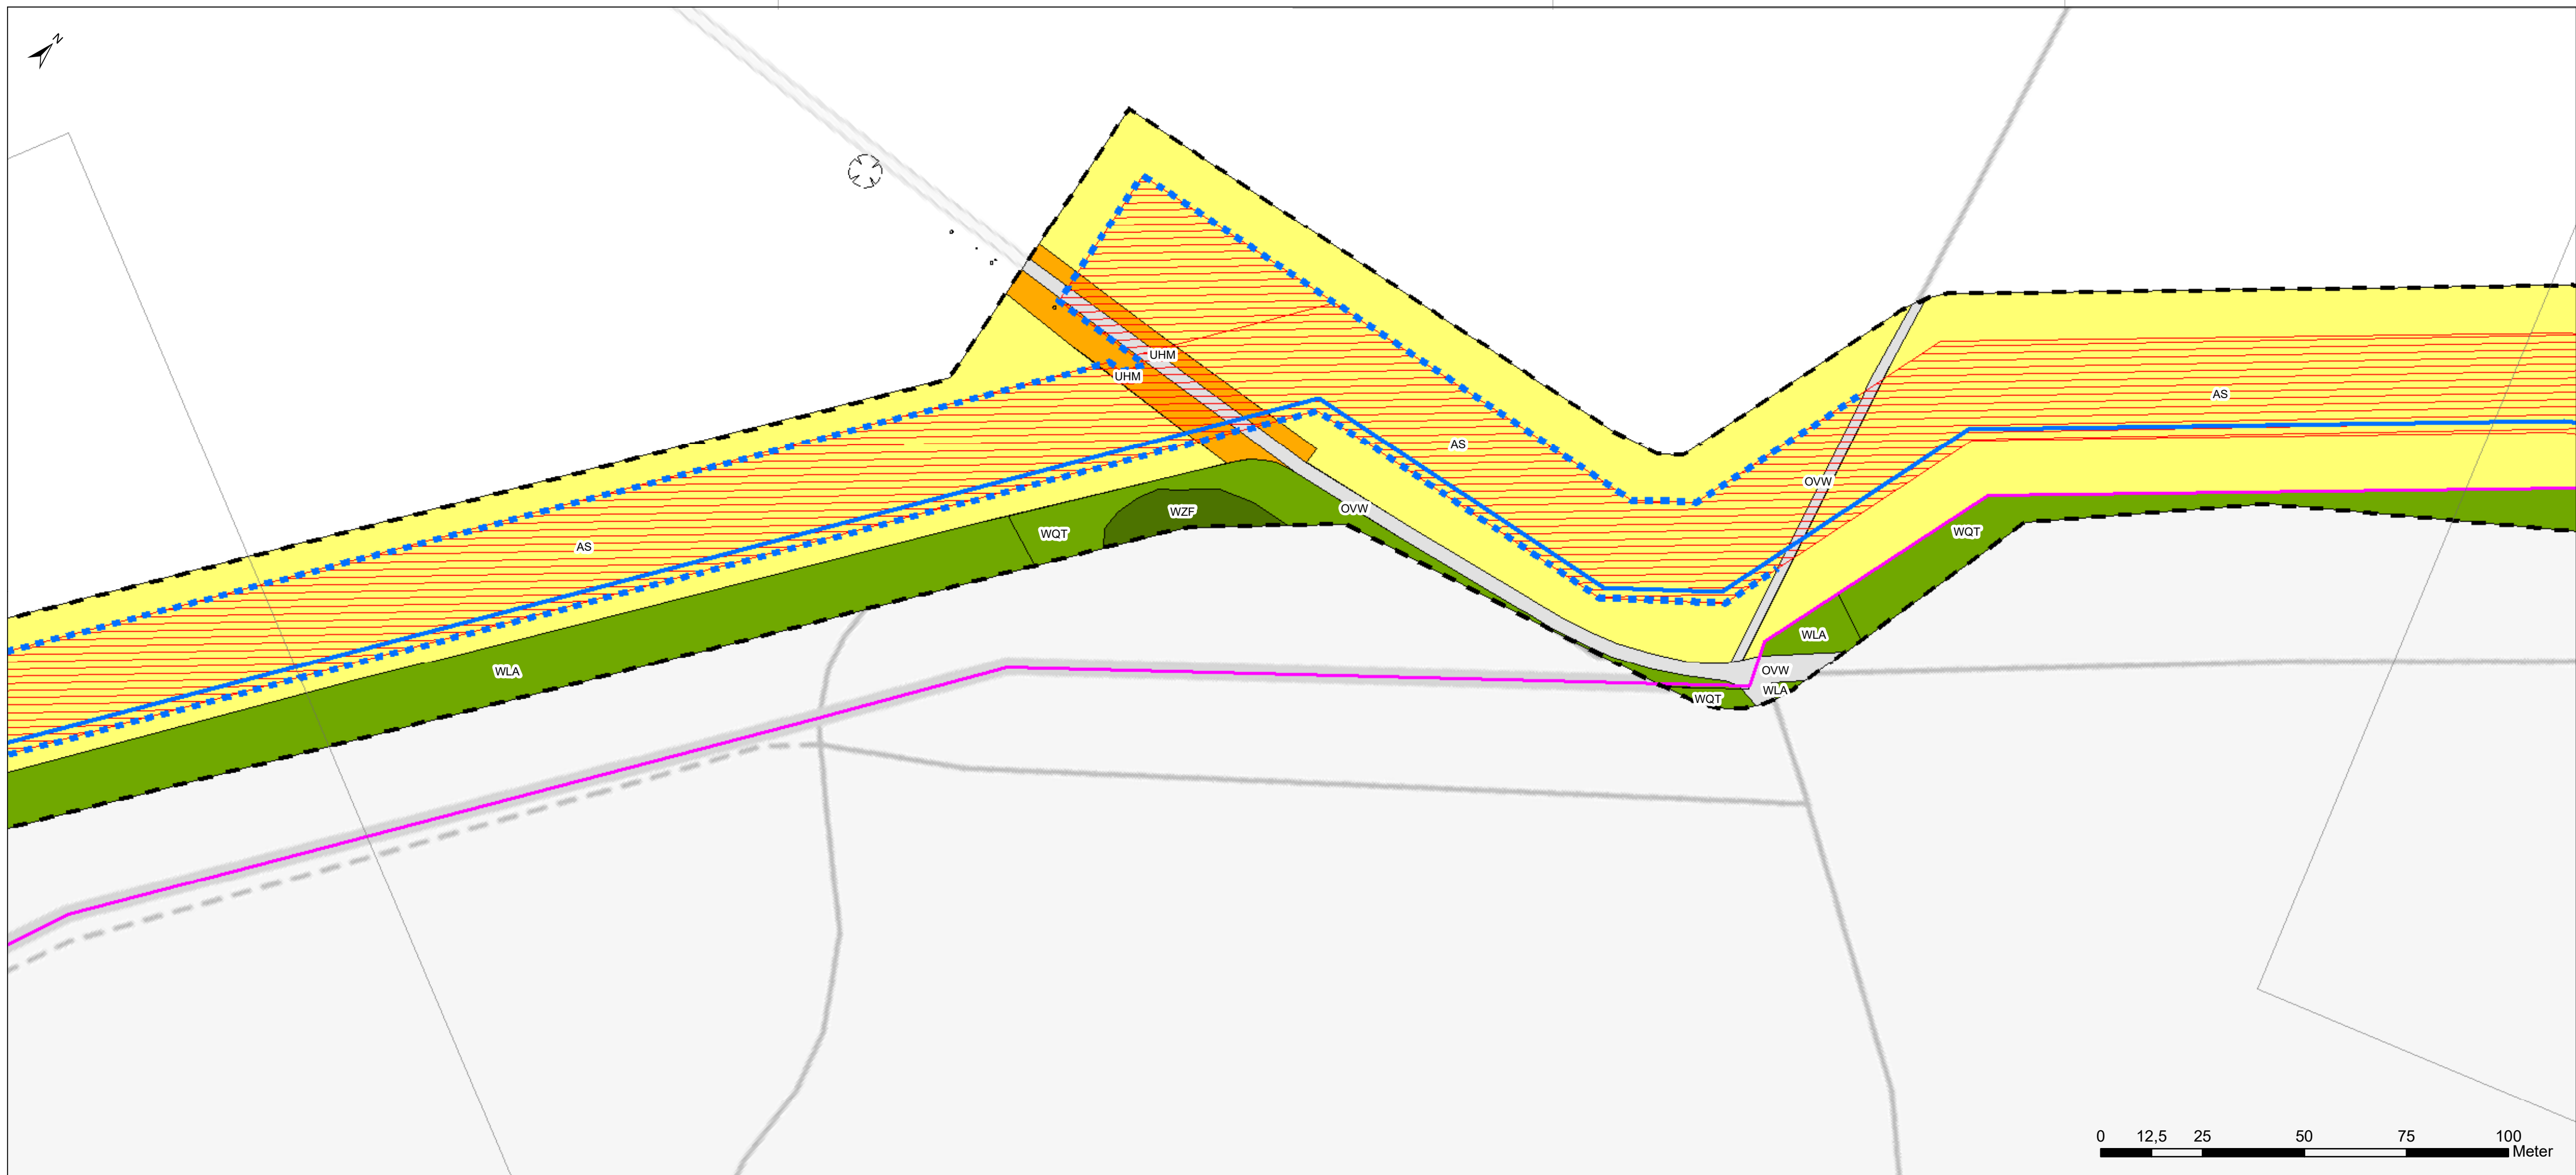 N
UHM
UHM
AS
AS
OVW
OVW
WZF
WQT
WQT
AS
WLA
WLA
OVW
WLA
WQT
0 12,5 25 50 75 100
Meter